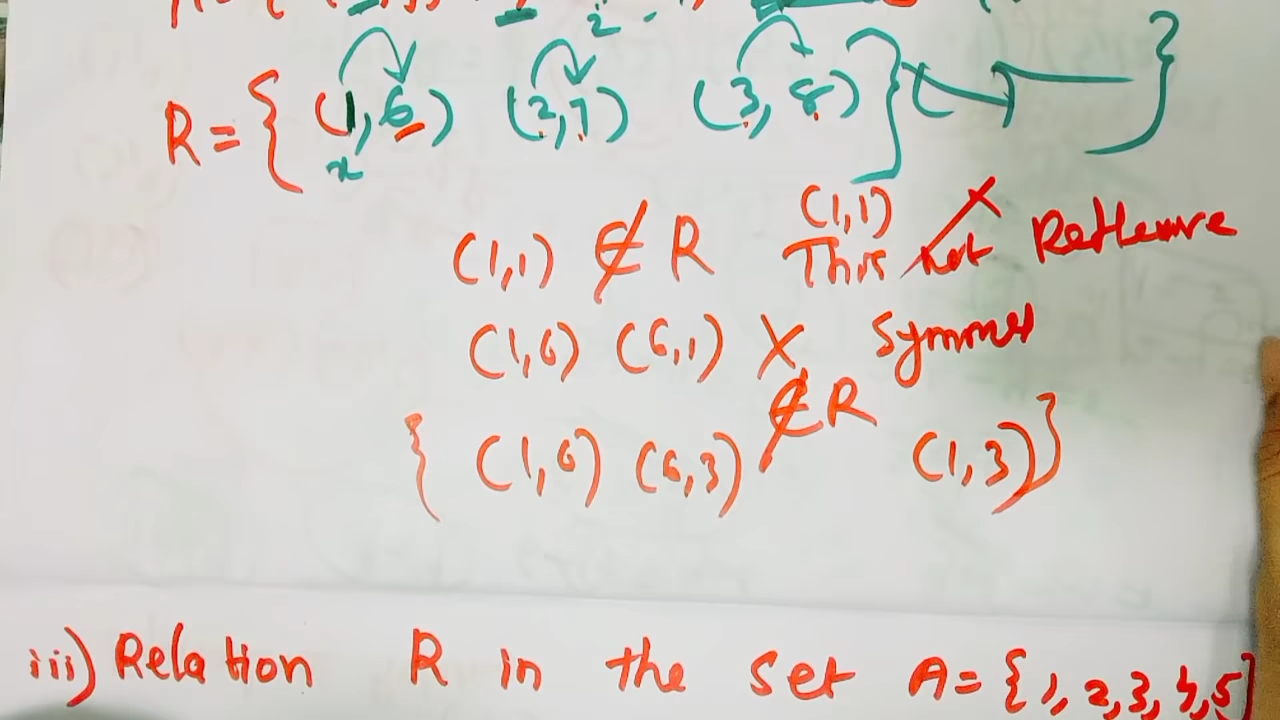 R = { (1,6) (2,7) (3,8) } ( ) }
x
(1,1) ∉ R (1,1)
This not Reflexive
(1,6) (6,1) X Symmet
{ (1,6) (6,3) ∉ R (1,3) }
iii) Relation R in the set A = {1, 2, 3, 4, 5}